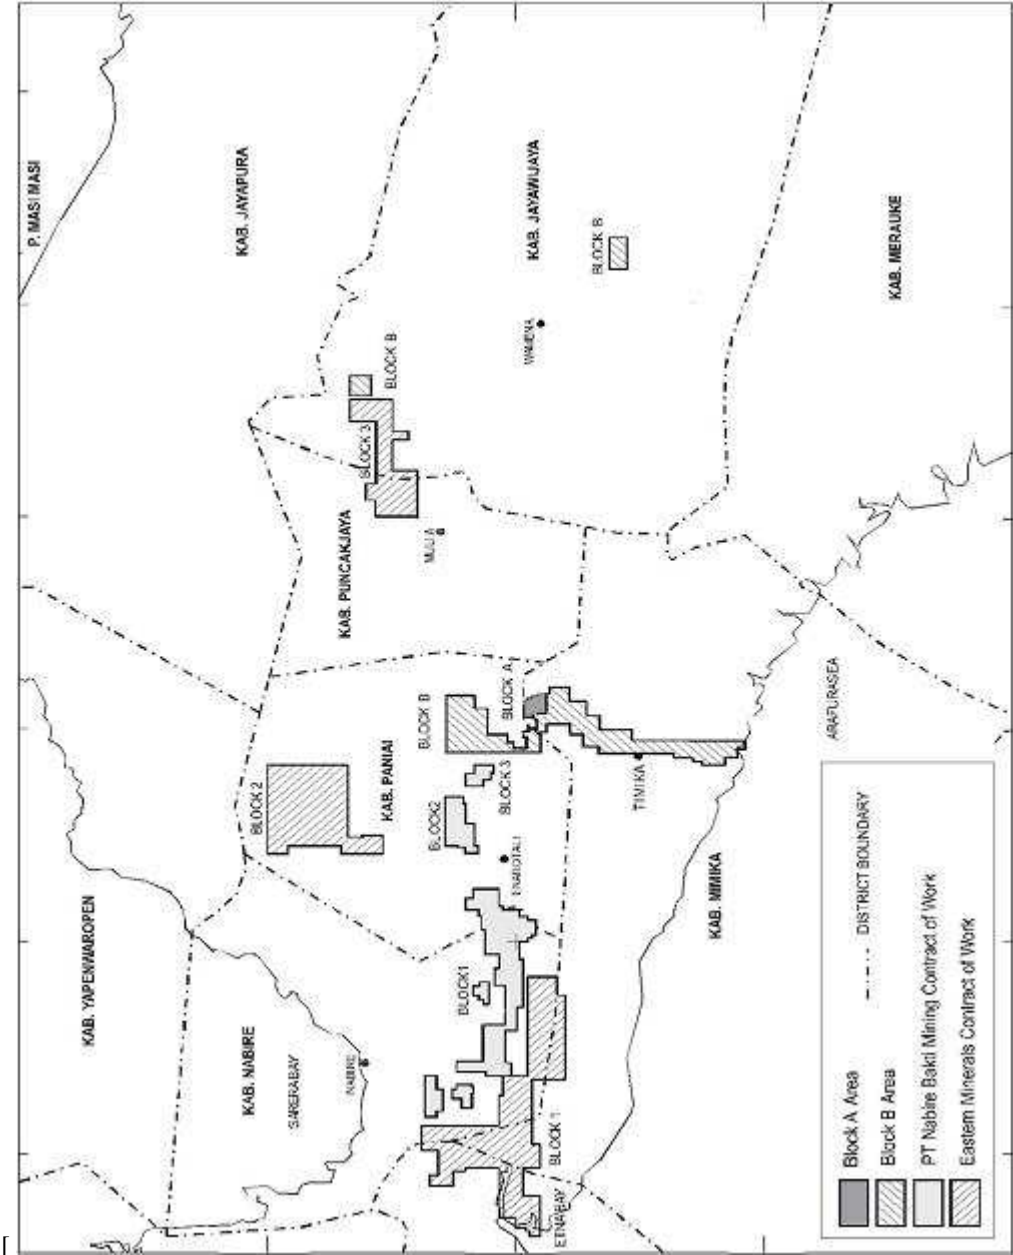 P. MASI MASI
KAB. JAYAPURA
KAB. YAPENWAROPEN
KAB. NABIRE
SARERABAY
NABIRE
BLOCK 2
KAB. PANIAI
KAB. PUNCAKJAYA
MULIA
BLOCK 3
BLOCK B
KAB. JAYAWIJAYA
WAMENA
BLOCK B
BLOCK B
BLOCK A
BLOCK2
BLOCK 3
ENAROTALI
BLOCK1
BLOCK 1
ETNABAY
TIMIKA
KAB. MIMIKA
ARAFURASEA
KAB. MERAUKE
Block A Area
Block B Area
PT Nabire Bakti Mining Contract of Work
Eastern Minerals Contract of Work
DISTRICT BOUNDARY
[